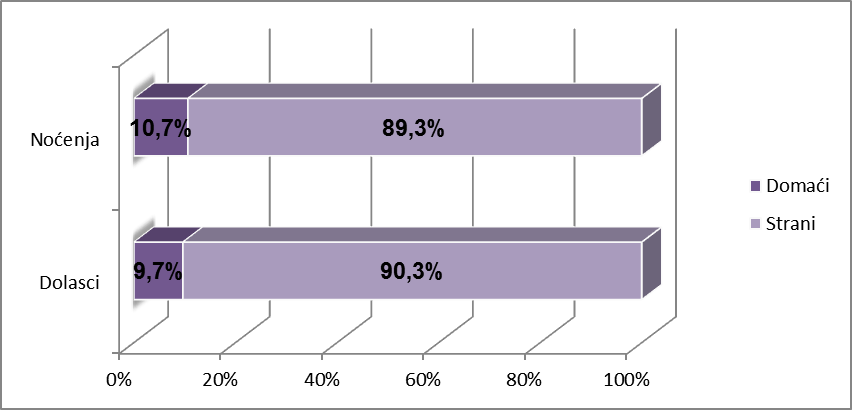 Noćenja
10,7% 89,3%
Domaći
Strani
Dolasci
9,7% 90,3%
0% 20% 40% 60% 80% 100%